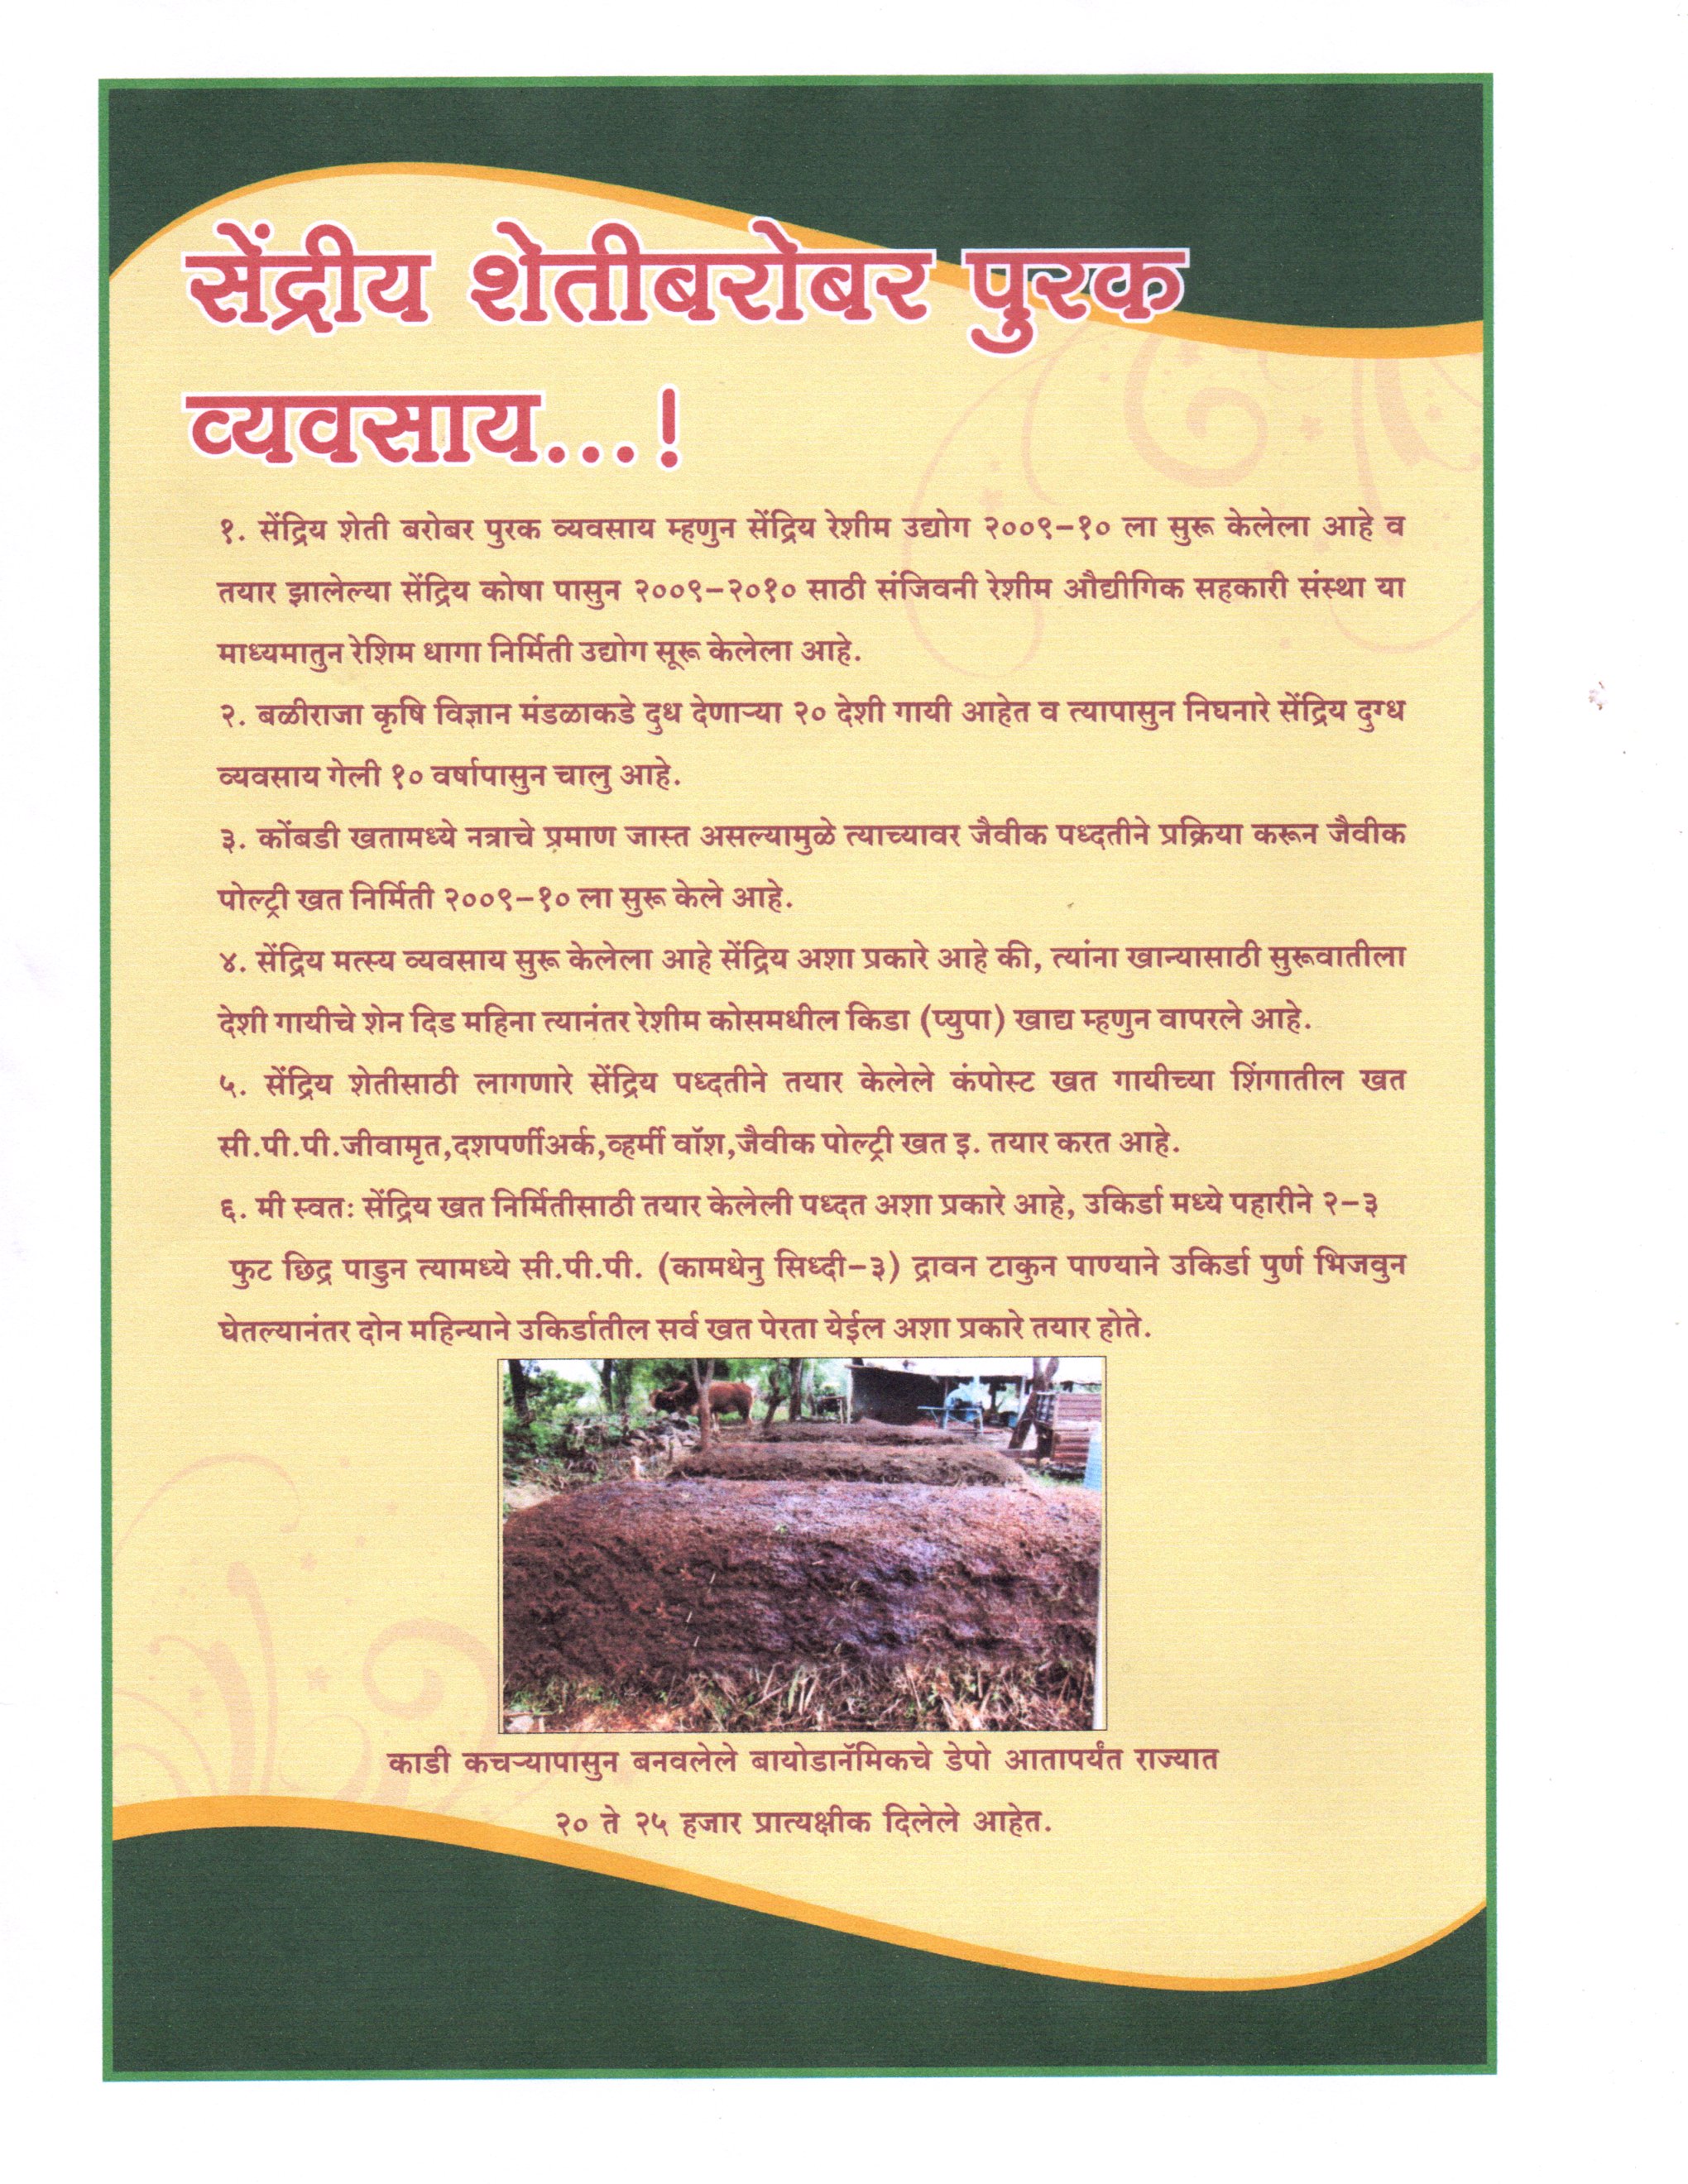 सेंद्रीय शेतीबरोबर पुरक
व्यवसाय...!
१. सेंद्रिय शेती बरोबर पुरक व्यवसाय म्हणुन सेंद्रिय रेशीम उद्योग २००९-१० ला सुरू केलेला आहे व
तयार झालेल्या सेंद्रिय कोषा पासुन २००९-२०१० साठी संजिवनी रेशीम औद्यीगिक सहकारी संस्था या
माध्यमातुन रेशिम धागा निर्मिती उद्योग सूरू केलेला आहे.
२. बळीराजा कृषि विज्ञान मंडळाकडे दुध देणाऱ्या २० देशी गायी आहेत व त्यापासुन निघनारे सेंद्रिय दुग्ध
व्यवसाय गेली १० वर्षापासुन चालु आहे.
३. कोंबडी खतामध्ये नत्राचे प्रमाण जास्त असल्यामुळे त्याच्यावर जैवीक पध्दतीने प्रक्रिया करून जैवीक
पोल्ट्री खत निर्मिती २००९-१० ला सुरू केले आहे.
४. सेंद्रिय मत्स्य व्यवसाय सुरू केलेला आहे सेंद्रिय अशा प्रकारे आहे की, त्यांना खान्यासाठी सुरूवातीला
देशी गायीचे शेन दिड महिना त्यानंतर रेशीम कोसमधील किडा (प्युपा) खाद्य म्हणुन वापरले आहे.
५. सेंद्रिय शेतीसाठी लागणारे सेंद्रिय पध्दतीने तयार केलेले कंपोस्ट खत गायीच्या शिंगातील खत
सी.पी.पी.जीवामृत,दशपर्णीअर्क,व्हर्मी वॉश,जैवीक पोल्ट्री खत इ. तयार करत आहे.
६. मी स्वतः सेंद्रिय खत निर्मितीसाठी तयार केलेली पध्दत अशा प्रकारे आहे, उकिर्डा मध्ये पहारीने २-३
फुट छिद्र पाडुन त्यामध्ये सी.पी.पी. (कामधेनु सिध्दी-३) द्रावन टाकुन पाण्याने उकिर्डा पुर्ण भिजवुन
घेतल्यानंतर दोन महिन्याने उकिर्डातील सर्व खत पेरता येईल अशा प्रकारे तयार होते.
काडी कचऱ्यापासुन बनवलेले बायोडानॅमिकचे डेपो आतापर्यंत राज्यात
२० ते २५ हजार प्रात्यक्षीक दिलेले आहेत.